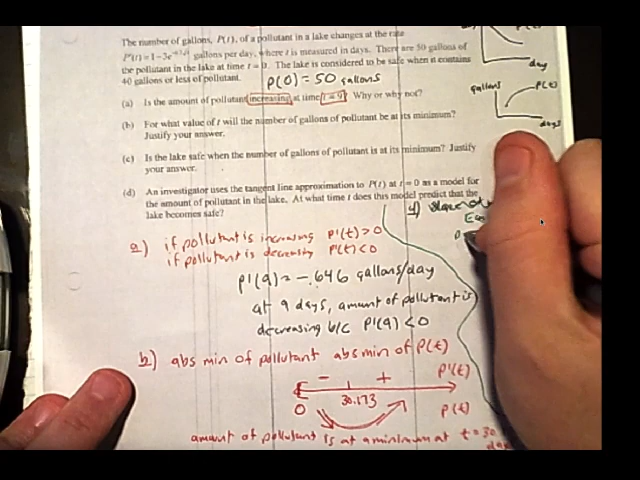 The number of gallons, P(t), of a pollutant in a lake changes at the rate
gallons per day, where t is measured in days. There are 50 gallons of
the pollutant in the lake at time t = 0. The lake is considered to be safe when it contains
40 gallons or less of pollutant.
P(0) = 50 gallons
(a) Is the amount of pollutant increasing at time t = 9? Why or why not?
(b) For what value of t will the number of gallons of pollutant be at its minimum?
Justify your answer.
(c) Is the lake safe when the number of gallons of pollutant is at its minimum? Justify
your answer.
(d) An investigator uses the tangent line approximation to P(t) at t = 0 as a model for
the amount of pollutant in the lake. At what time t does this model predict that the
lake becomes safe?
day
gallons
P(t)
days
a) if pollutant is increasing P'(t) > 0
if pollutant is decreasing P'(t) < 0
P'(9) = -.646 gallons/day
at 9 days, amount of pollutant is
decreasing b/c P'(9) < 0
b) abs min of pollutant abs min of P(t)
- + P'(t)
0 30.173 P(t)
amount of pollutant is at a minimum at t = 30
d)